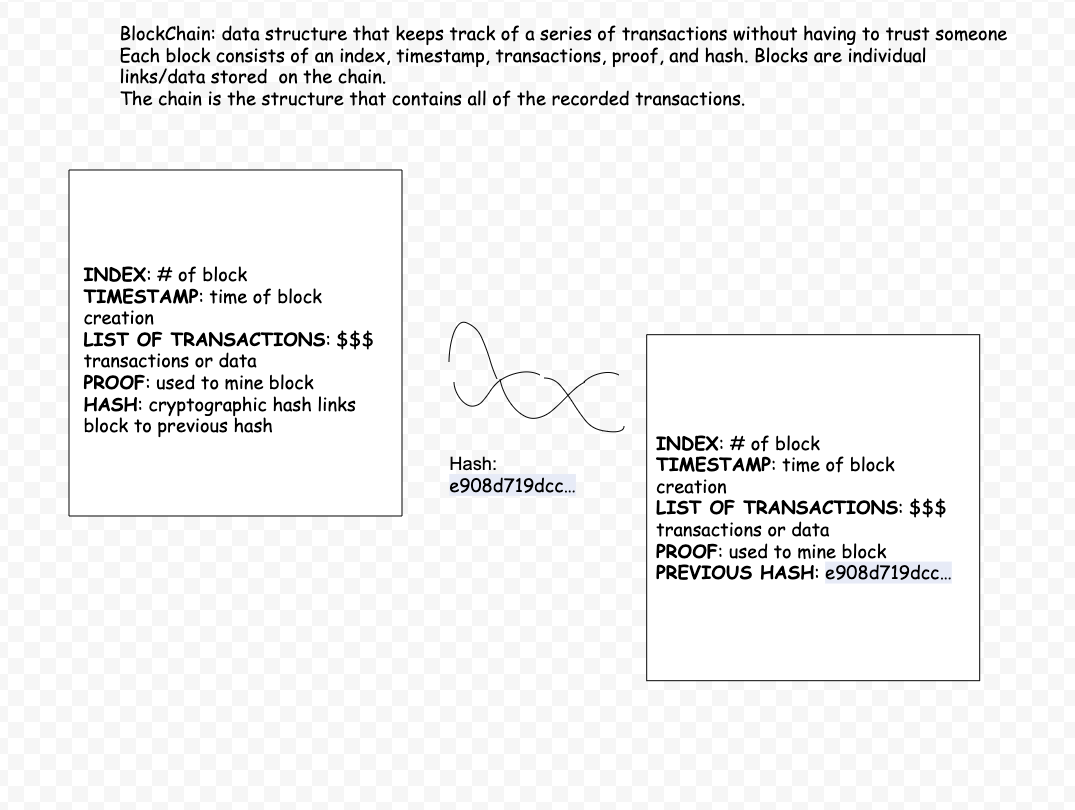 BlockChain: data structure that keeps track of a series of transactions without having to trust someone
Each block consists of an index, timestamp, transactions, proof, and hash. Blocks are individual
links/data stored  on the chain.
The chain is the structure that contains all of the recorded transactions.
INDEX: # of block
TIMESTAMP: time of block
creation
LIST OF TRANSACTIONS: $$$
transactions or data
PROOF: used to mine block
HASH: cryptographic hash links
block to previous hash
Hash:
e908d719dcc...
INDEX: # of block
TIMESTAMP: time of block
creation
LIST OF TRANSACTIONS: $$$
transactions or data
PROOF: used to mine block
PREVIOUS HASH: e908d719dcc...